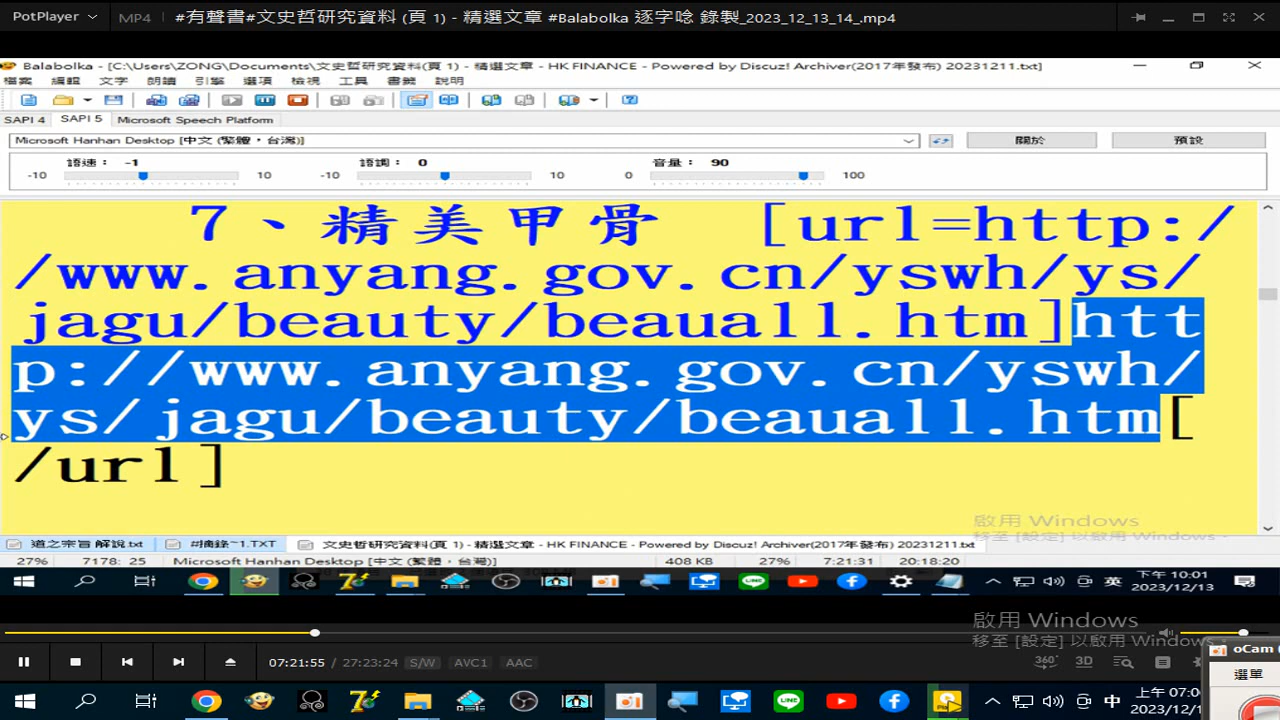 PotPlayer MP4 #有聲書#文史哲研究資料 (頁 1) - 精選文章 #Balabolka 逐字唸 錄製_2023_12_13_14_.mp4
Balabolka - [C:\Users\ZONG\Documents\文史哲研究資料(頁 1) - 精選文章 - HK FINANCE - Powered by Discuz! Archiver(2017年發布) 20231211.txt]
檔案 編輯 文字 朗讀 引擎 選項 檢視 工具 書籤 說明
SAPI 4 SAPI 5 Microsoft Speech Platform
Microsoft Hanhan Desktop [中文 (繁體，台灣)] 關於 預設
語速： -1 語調： 0 音量： 90
-10 10 -10 10 0 100
7、精美甲骨 [url=http:/
/www.anyang.gov.cn/yswh/ys/
jagu/beauty/beauall.htm]htt
p://www.anyang.gov.cn/yswh/
ys/jagu/beauty/beauall.htm[
/url]
啟用 Windows
移至 [設定] 以啟用 Windows。
道之宗旨 解說.txt #摘錄~1.TXT 文史哲研究資料(頁 1) - 精選文章 - HK FINANCE - Powered by Discuz! Archiver(2017年發布) 20231211.txt
27% 7178: 25 Microsoft Hanhan Desktop [中文 (繁體，台灣)] 408 KB 27% 7:21:31 20:18:20
英 下午 10:01
2023/12/13
啟用 Windows
移至 [設定] 以啟用 Windows。
oCam
07:21:55 / 27:23:24 S/W AVC1 AAC 360° 3D
選單
中 上午 07:0
2023/12/1